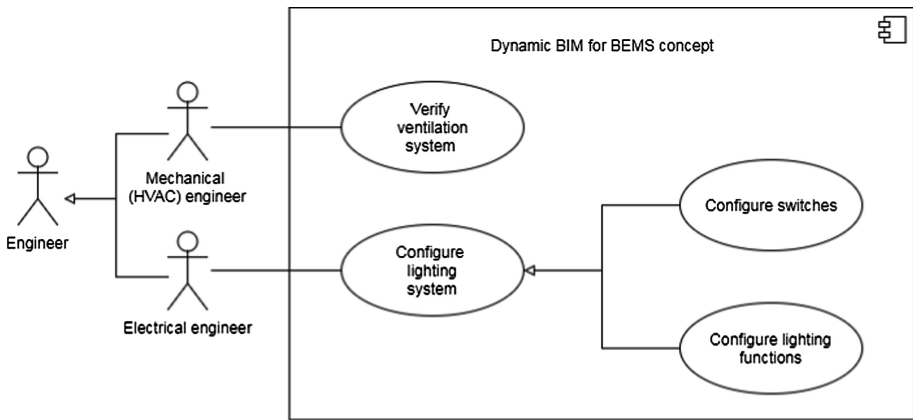 Dynamic BIM for BEMS concept
Verify
ventilation
system
Mechanical
(HVAC) engineer
Engineer
Configure switches
Configure
lighting
system
Electrical engineer
Configure lighting
functions